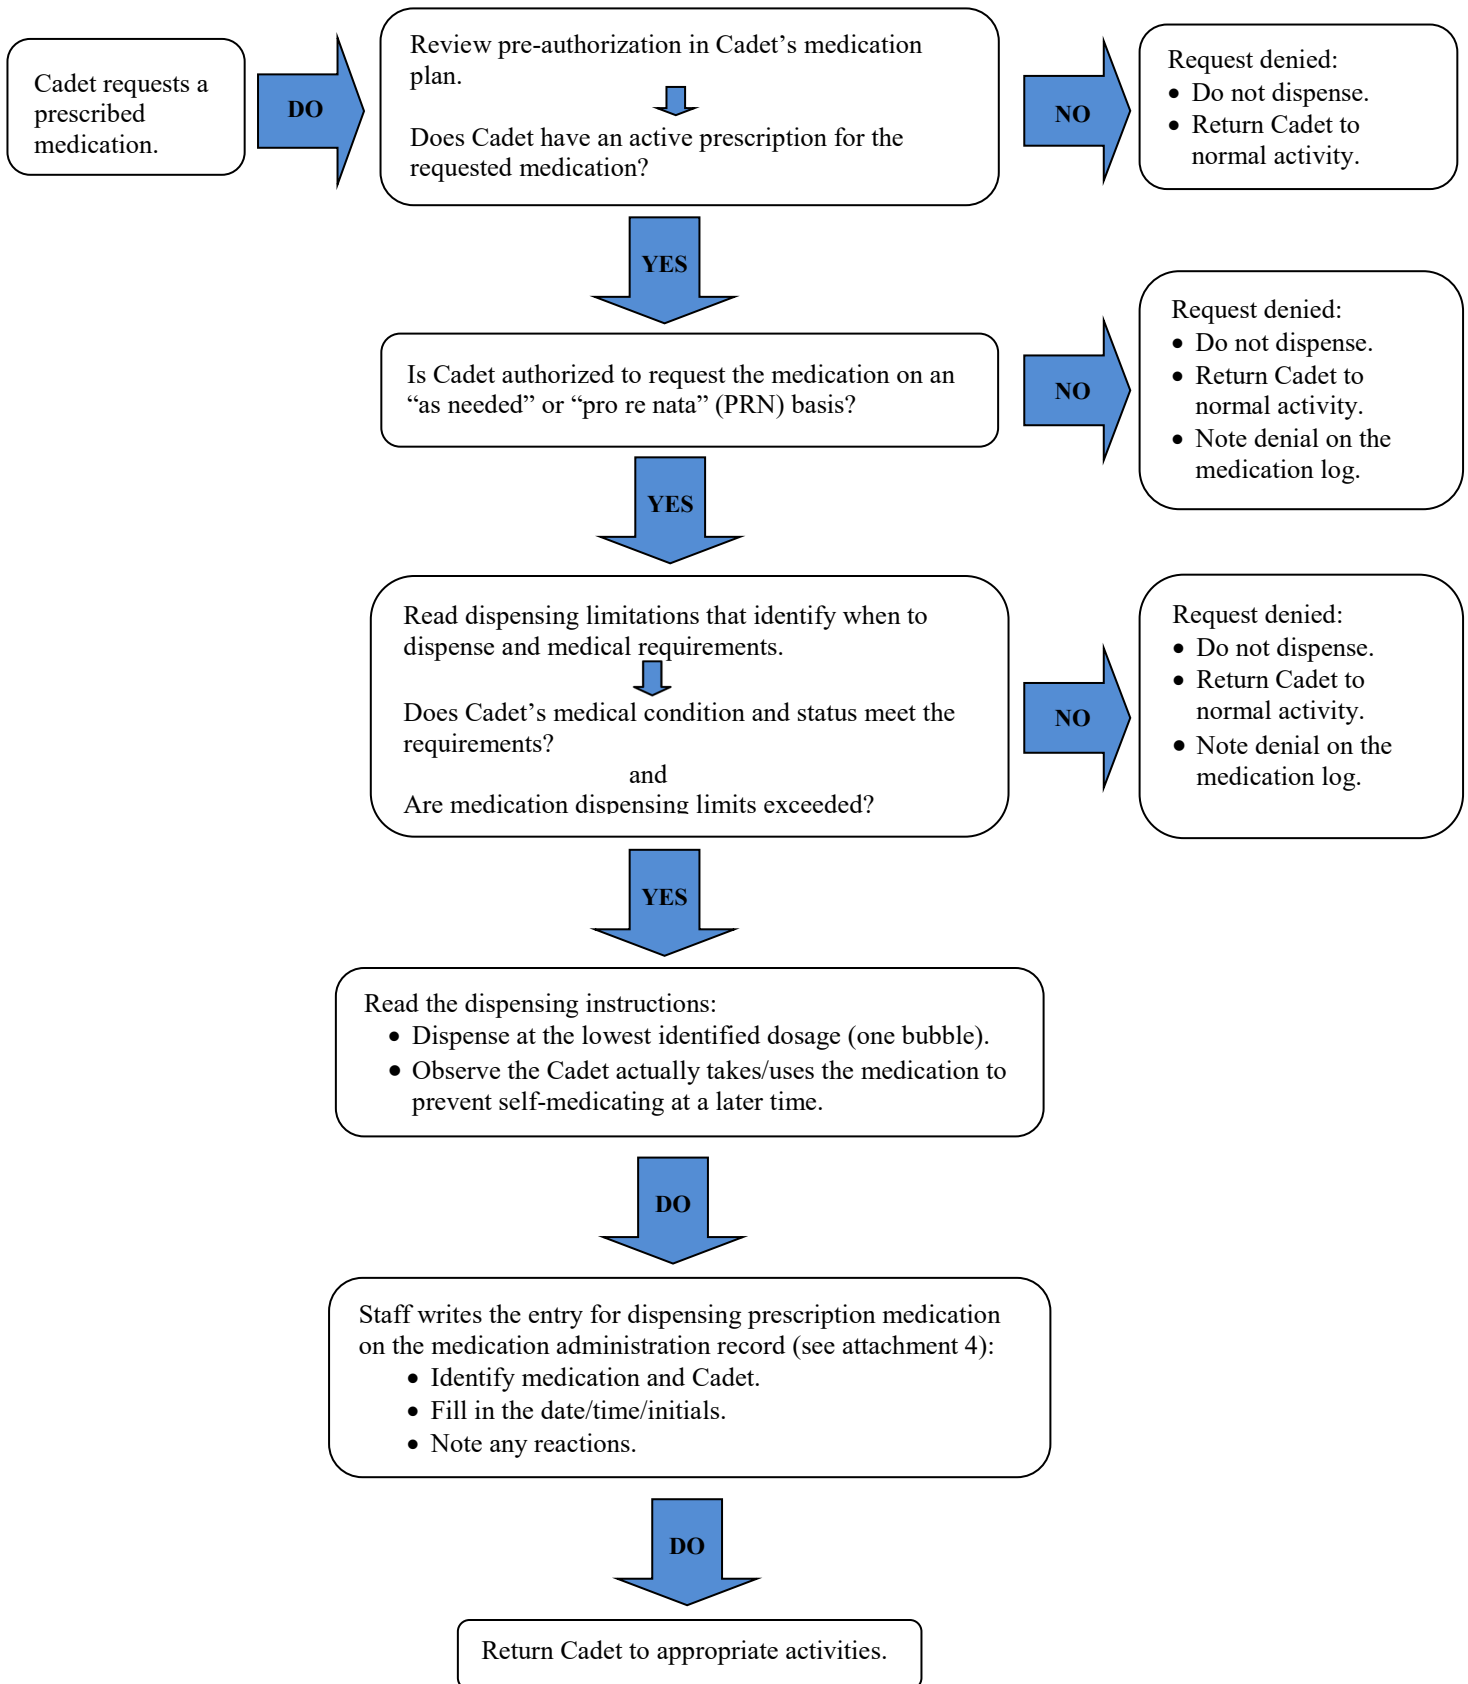 Cadet requests a
prescribed
medication.
DO
Review pre-authorization in Cadet's medication
plan.
Does Cadet have an active prescription for the
requested medication?
NO
Request denied:
• Do not dispense.
• Return Cadet to
normal activity.
YES
Is Cadet authorized to request the medication on an
“as needed” or “pro re nata” (PRN) basis?
NO
Request denied:
• Do not dispense.
• Return Cadet to
normal activity.
• Note denial on the
medication log.
YES
Read dispensing limitations that identify when to
dispense and medical requirements.
Does Cadet's medical condition and status meet the
requirements?
and
Are medication dispensing limits exceeded?
NO
Request denied:
• Do not dispense.
• Return Cadet to
normal activity.
• Note denial on the
medication log.
YES
Read the dispensing instructions:
• Dispense at the lowest identified dosage (one bubble).
• Observe the Cadet actually takes/uses the medication to
prevent self-medicating at a later time.
DO
Staff writes the entry for dispensing prescription medication
on the medication administration record (see attachment 4):
• Identify medication and Cadet.
• Fill in the date/time/initials.
• Note any reactions.
DO
Return Cadet to appropriate activities.